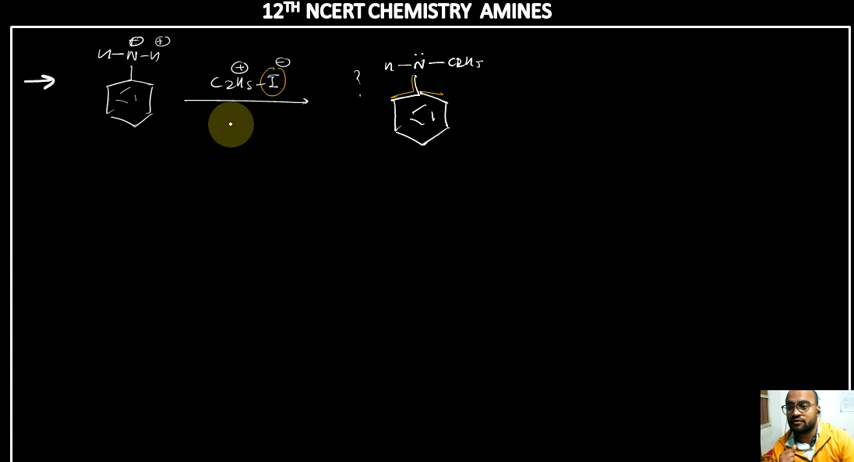 12TH NCERT CHEMISTRY AMINES
H—N—H
⊖ ⊕
C2H5—I
⊕ ⊖
?
H—N̈—C2H5